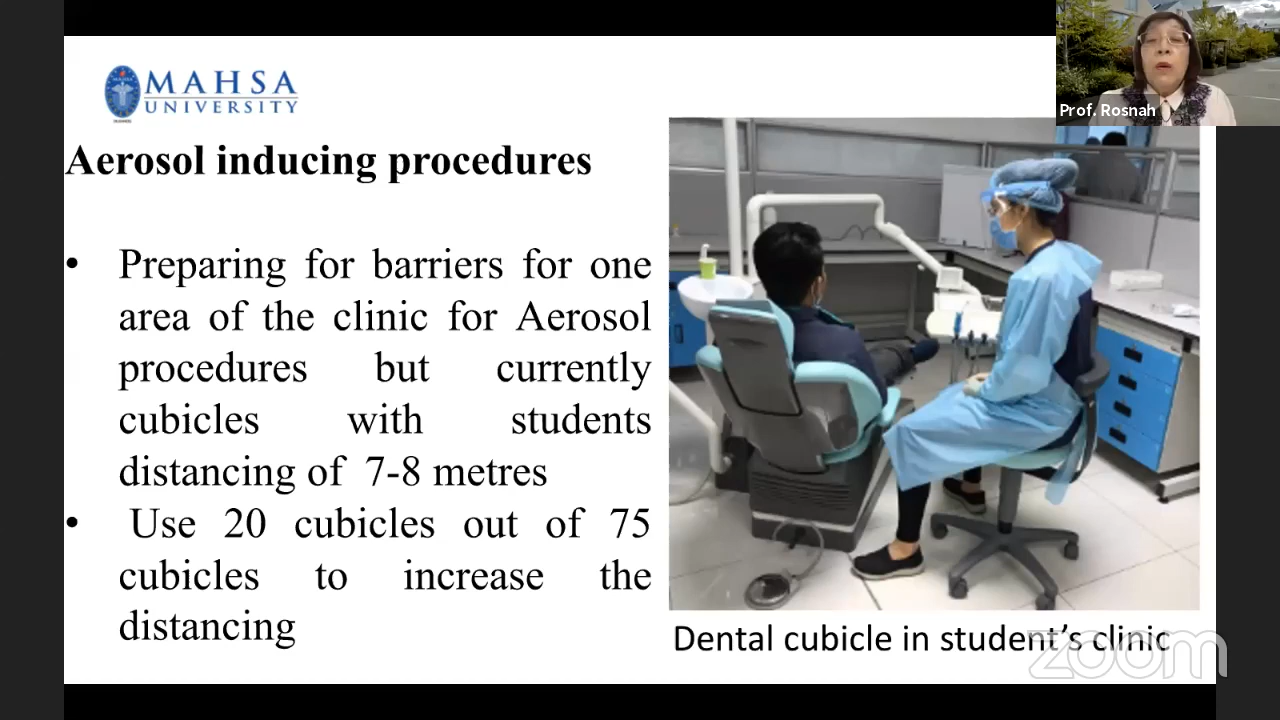 MAHSA
UNIVERSITY
Prof. Rosnah
Aerosol inducing procedures
• Preparing for barriers for one
area of the clinic for Aerosol
procedures but currently
cubicles with students
distancing of 7-8 metres
• Use 20 cubicles out of 75
cubicles to increase the
distancing
Dental cubicle in student's clinic
zoom